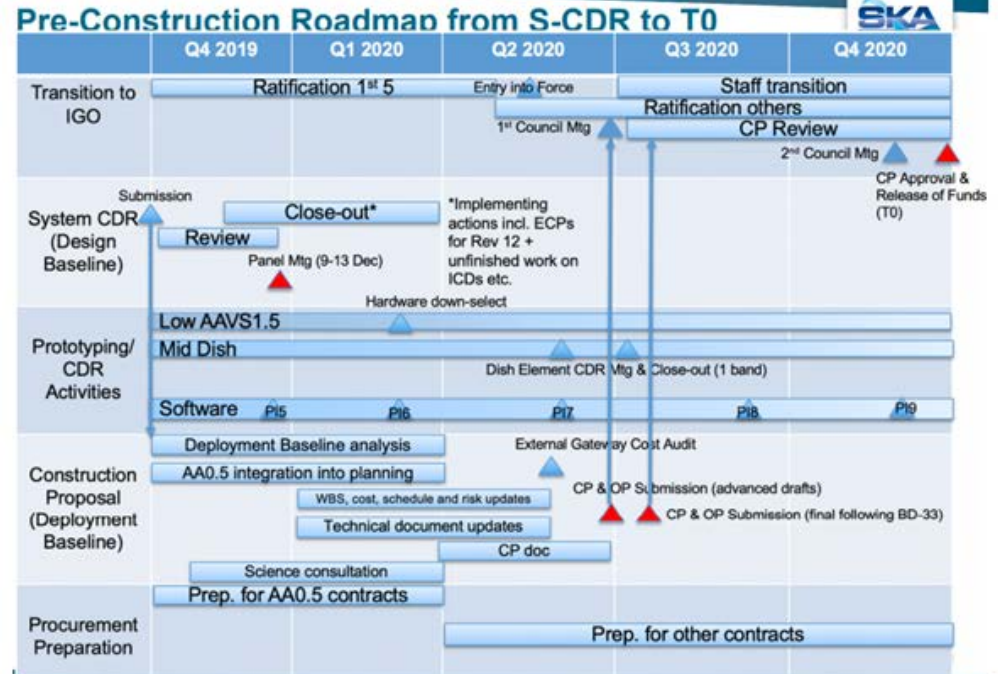 Pre-Construction Roadmap from S-CDR to T0
SKA
Q4 2019
Q1 2020
Q2 2020
Q3 2020
Q4 2020
Transition to
IGO
Ratification 1st 5
Entry into Force
Staff transition
Ratification others
1st Council Mtg
CP Review
2nd Council Mtg
CP Approval &
Release of Funds
(T0)
System CDR
(Design
Baseline)
Submission
Close-out*
Review
Panel Mtg (9-13 Dec)
*Implementing
actions incl. ECPs
for Rev 12 +
unfinished work on
ICDs etc.
Prototyping/
CDR
Activities
Hardware down-select
Low AAVS1.5
Mid Dish
Dish Element CDR Mtg & Close-out (1 band)
Software
PI5
PI6
PI7
PI8
PI9
Construction
Proposal
(Deployment
Baseline)
Deployment Baseline analysis
External Gateway Cost Audit
AA0.5 integration into planning
WBS, cost, schedule and risk updates
CP & OP Submission (advanced drafts)
Technical document updates
CP & OP Submission (final following BD-33)
CP doc
Science consultation
Procurement
Preparation
Prep. for AA0.5 contracts
Prep. for other contracts